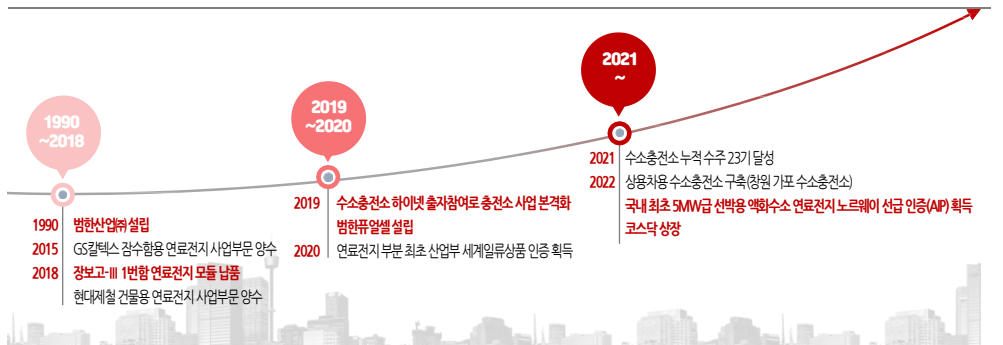 1990
~2018
1990 범한산업㈜ 설립
2015 GS칼텍스 잠수함용 연료전지 사업부문 양수
2018 장보고-Ⅲ 1번함 연료전지 모듈 납품
현대제철 건물용 연료전지 사업부문 양수
2019
~2020
2019 수소충전소 하이넷 출자참여로 충전소 사업 본격화
범한퓨얼셀 설립
2020 연료전지 부분 최초 산업부 세계일류상품 인증 획득
2021
~
2021 수소충전소 누적 수주 23기 달성
2022 상용차용 수소충전소 구축(창원 가포 수소충전소)
국내 최초 5MW급 선박용 액화수소 연료전지 노르웨이 선급 인증(AIP) 획득
코스닥 상장